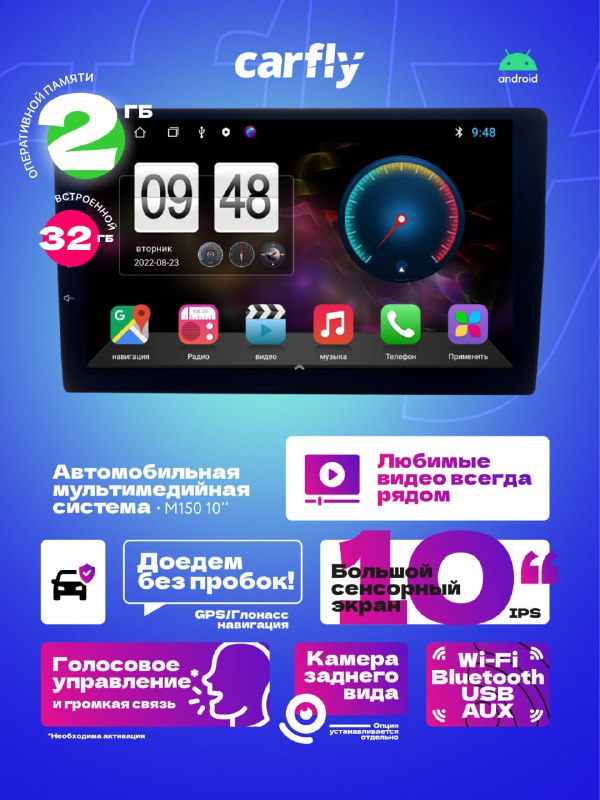 carfly
android
ОПЕРАТИВНОЙ ПАМЯТИ
2 ГБ
ВСТРОЕННОЙ
32 ГБ
9:48
09 48
вторник
2022-08-23
G
106.00
навигация
Радио
видео
музыка
Телефон
Применить
Автомобильная
мультимедийная
система · M150 10''
Любимые
видео всегда
рядом
Доедем
без пробок!
GPS/Глонасс
навигация
10“
Большой
сенсорный
экран
IPS
Голосовое
управление*
и громкая связь
*Необходима активация
Камера
заднего
вида
Опция
устанавливается
отдельно
Wi-Fi
Bluetooth
USB
AUX